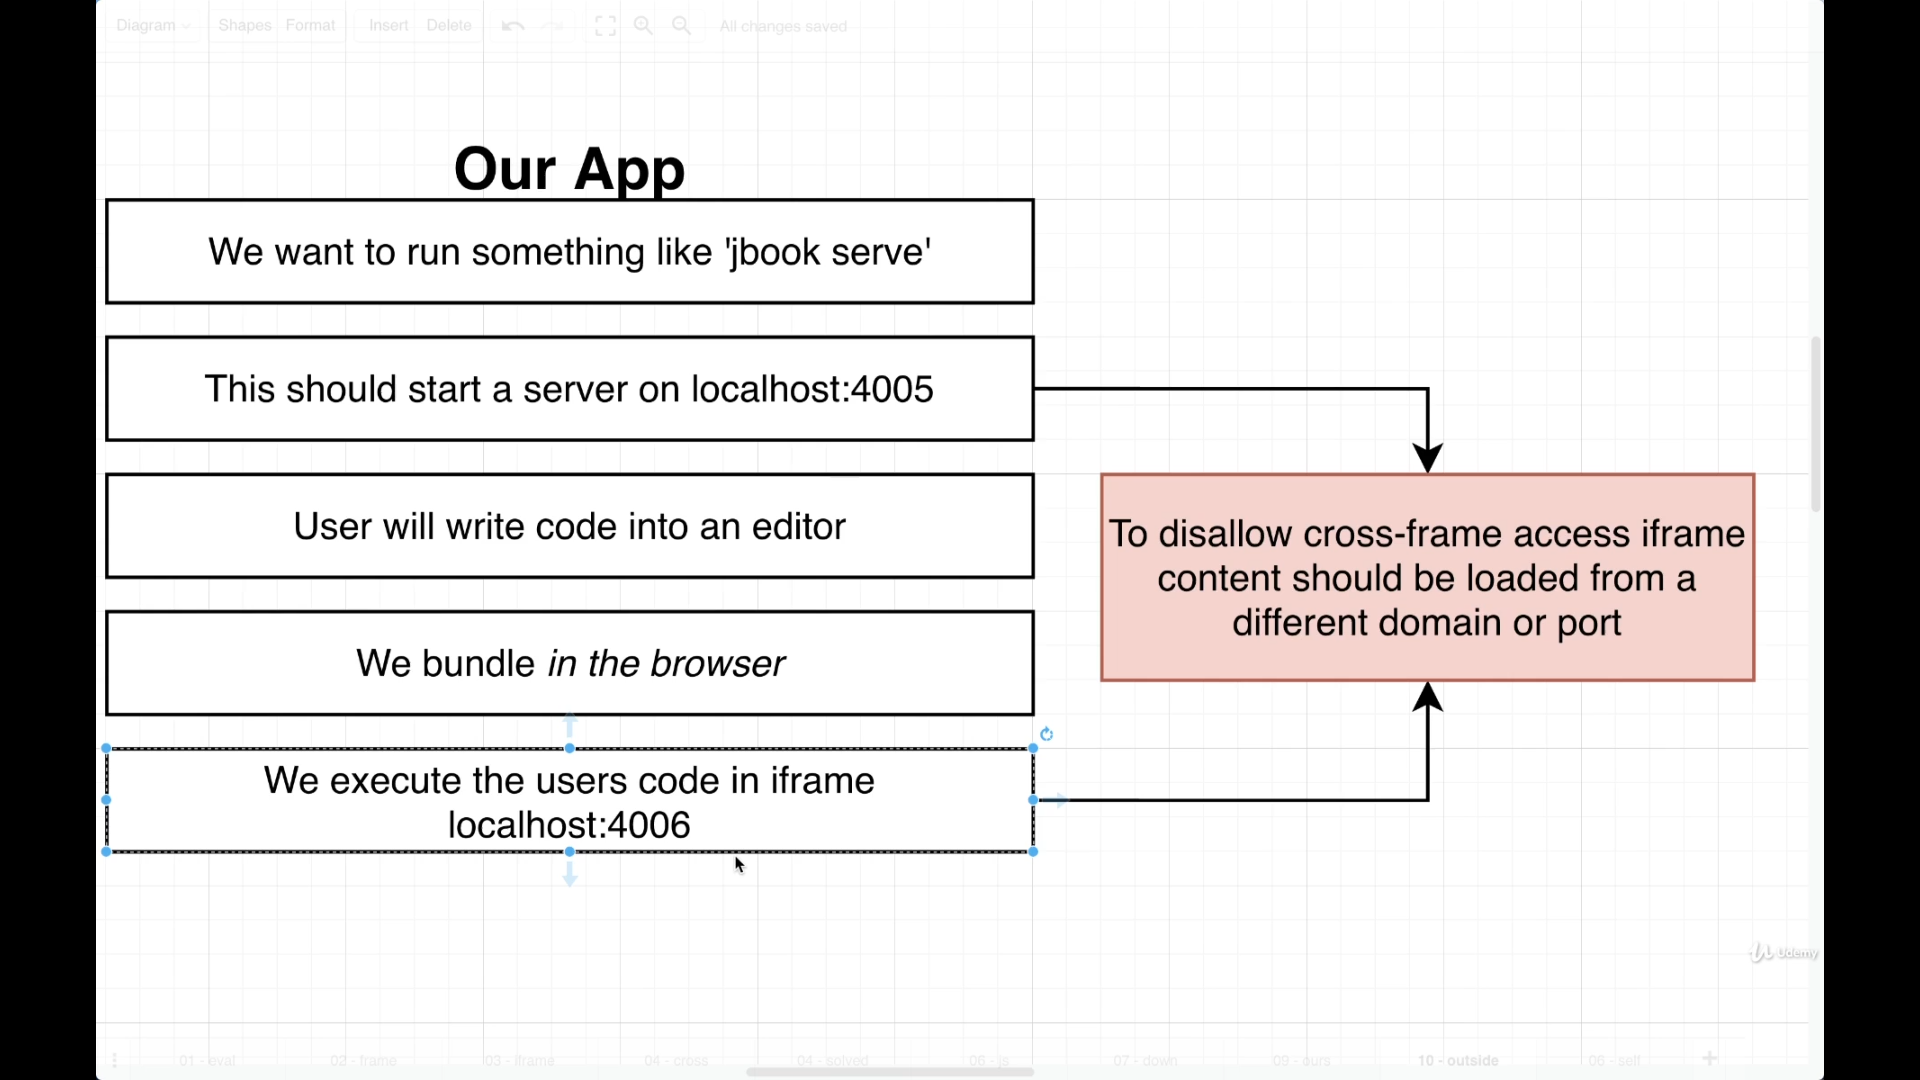 Diagram
Shapes
Format
Insert
Delete
All changes saved
Our App
We want to run something like 'jbook serve'
This should start a server on localhost:4005
User will write code into an editor
We bundle in the browser
We execute the users code in iframe
localhost:4006
To disallow cross-frame access iframe
content should be loaded from a
different domain or port
Udemy
01 - eval
02 - frame
03 - iframe
04 - cross
04 - solved
06 - js
07 - down
09 - ours
10 - outside
06 - self